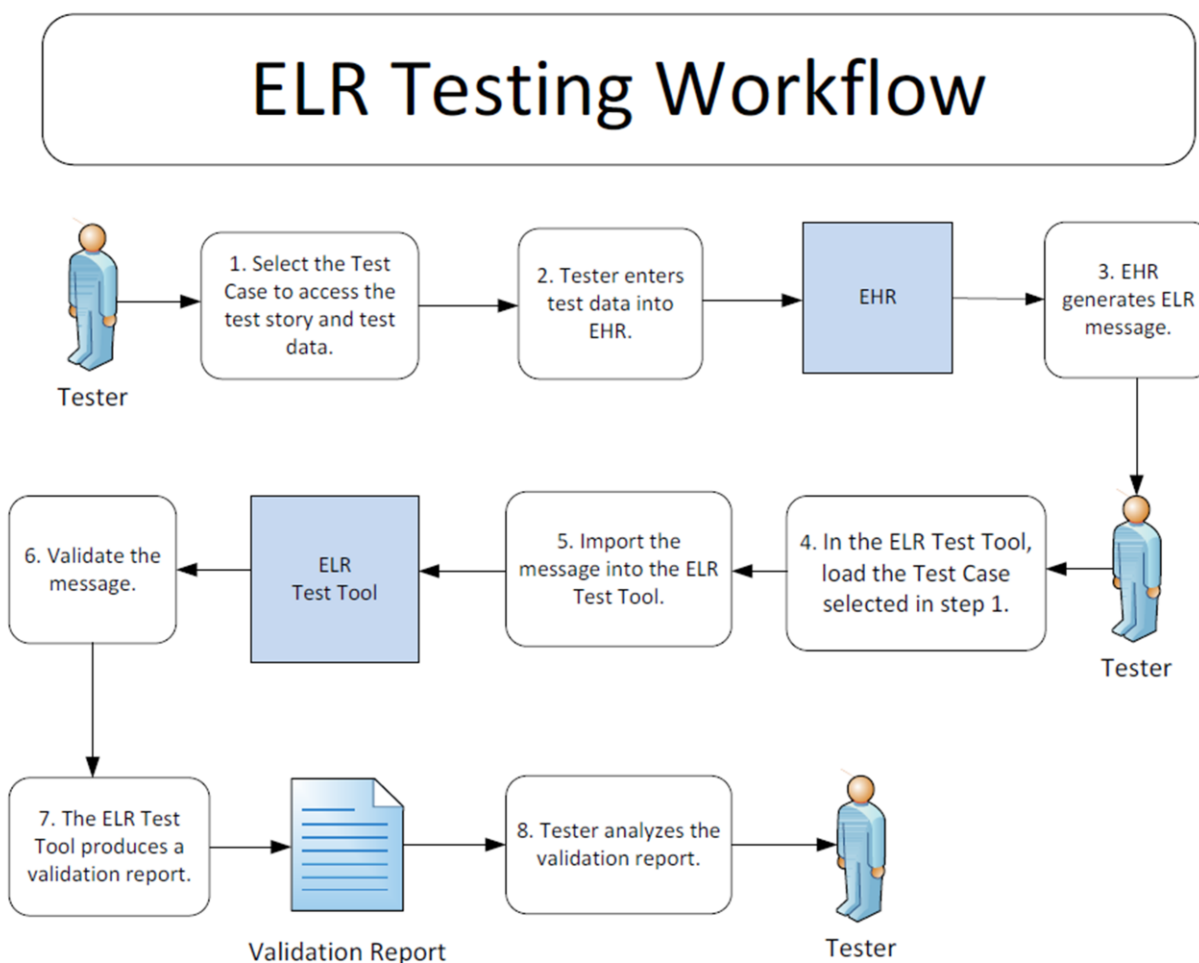 ELR Testing Workflow
1. Select the Test
Case to access the
test story and test
data.
2. Tester enters
test data into
EHR.
EHR
3. EHR
generates ELR
message.
Tester
6. Validate the
message.
ELR
Test Tool
5. Import the
message into the ELR
Test Tool.
4. In the ELR Test Tool,
load the Test Case
selected in step 1.
Tester
7. The ELR Test
Tool produces a
validation report.
8. Tester analyzes the
validation report.
Validation Report
Tester